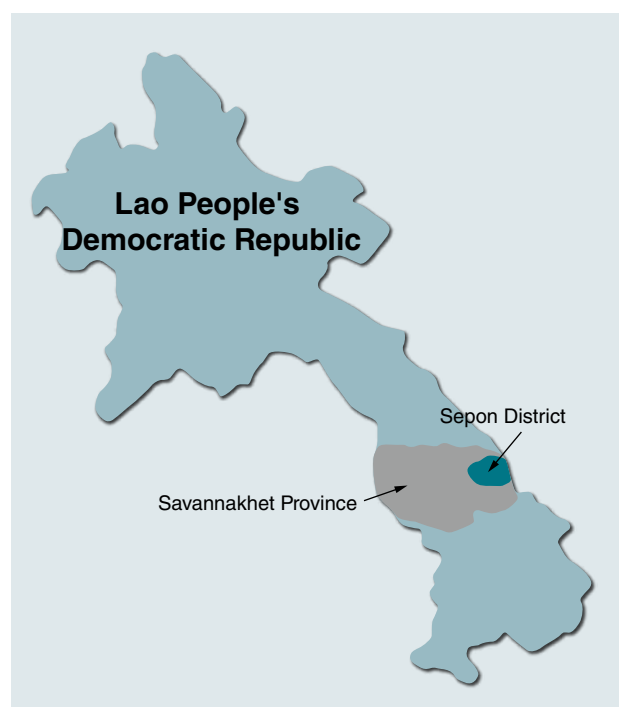 Lao People's
Democratic Republic
Sepon District
Savannakhet Province